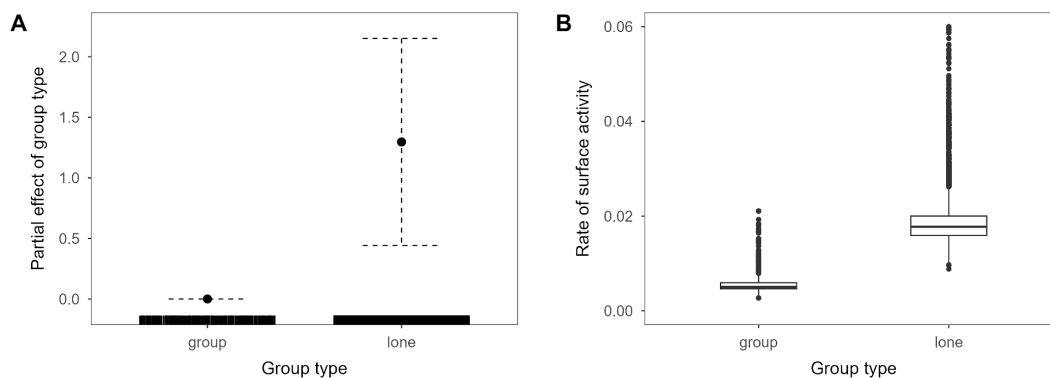 A
Partial effect of group type
2.0
1.5
1.0
0.5
0.0
group
lone
Group type
B
Rate of surface activity
0.06
0.04
0.02
0.00
group
lone
Group type